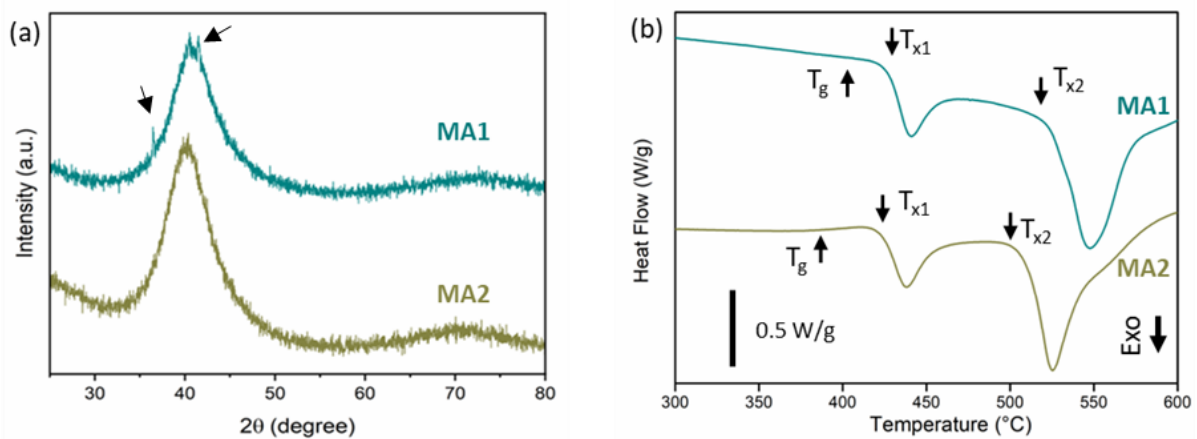 (a)
MA1
MA2
Intensity (a.u.)
30 40 50 60 70 80
2θ (degree)
(b)
Tx1
Tg
Tx2
MA1
Tx1
Tg
Tx2
MA2
0.5 W/g
Exo
Heat Flow (W/g)
300 350 400 450 500 550 600
Temperature (°C)